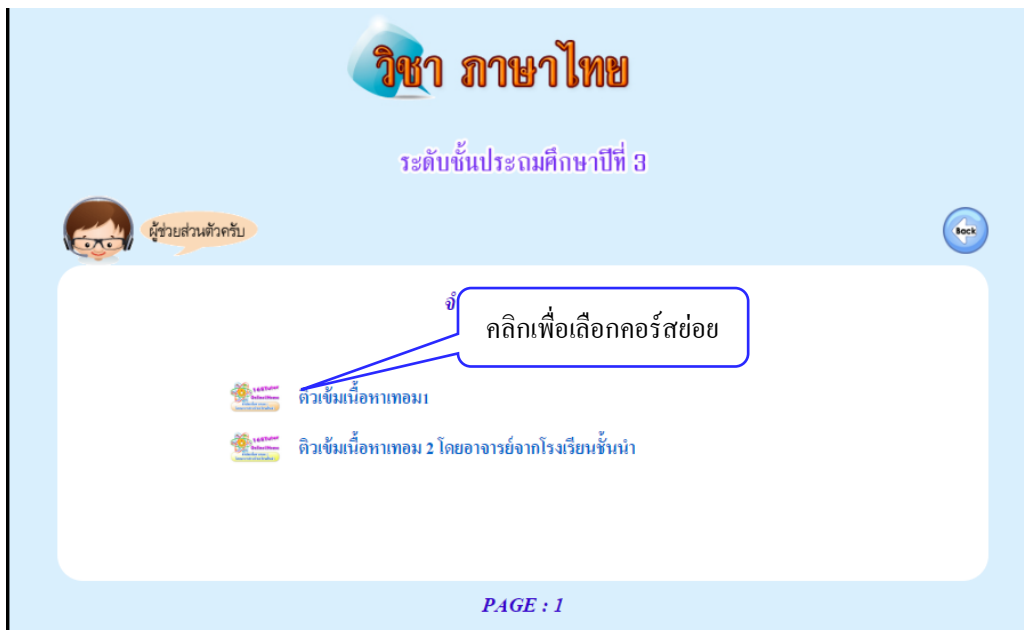 วิชา ภาษาไทย
ระดับชั้นประถมศึกษาปีที่ 3
ผู้ช่วยส่วนตัวครับ
Back
คลิกเพื่อเลือกคอร์สย่อย
ติวเข้มเนื้อหาเทอม1
ติวเข้มเนื้อหาเทอม 2 โดยอาจารย์จากโรงเรียนชั้นนำ
PAGE : 1